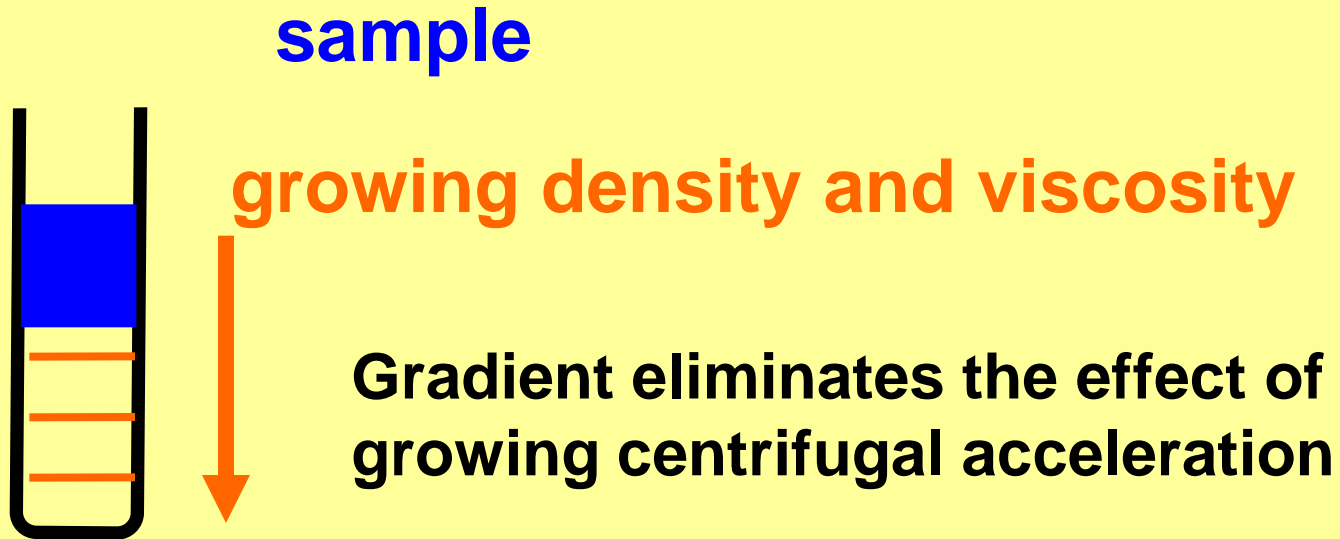 sample
growing density and viscosity
Gradient eliminates the effect of
growing centrifugal acceleration